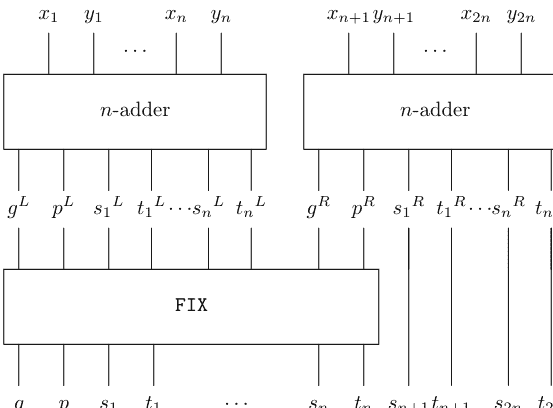 x₁ y₁ ⋯ xₙ yₙ xₙ₊₁ yₙ₊₁ ⋯ x₂ₙ y₂ₙ
n-adder n-adder
g^L p^L s₁^L t₁^L ⋯ sₙ^L tₙ^L g^R p^R s₁^R t₁^R ⋯ sₙ^R tₙ
FIX
g p s₁ t₁ ⋯ sₙ tₙ sₙ₊₁ tₙ₊₁ s₂ₙ